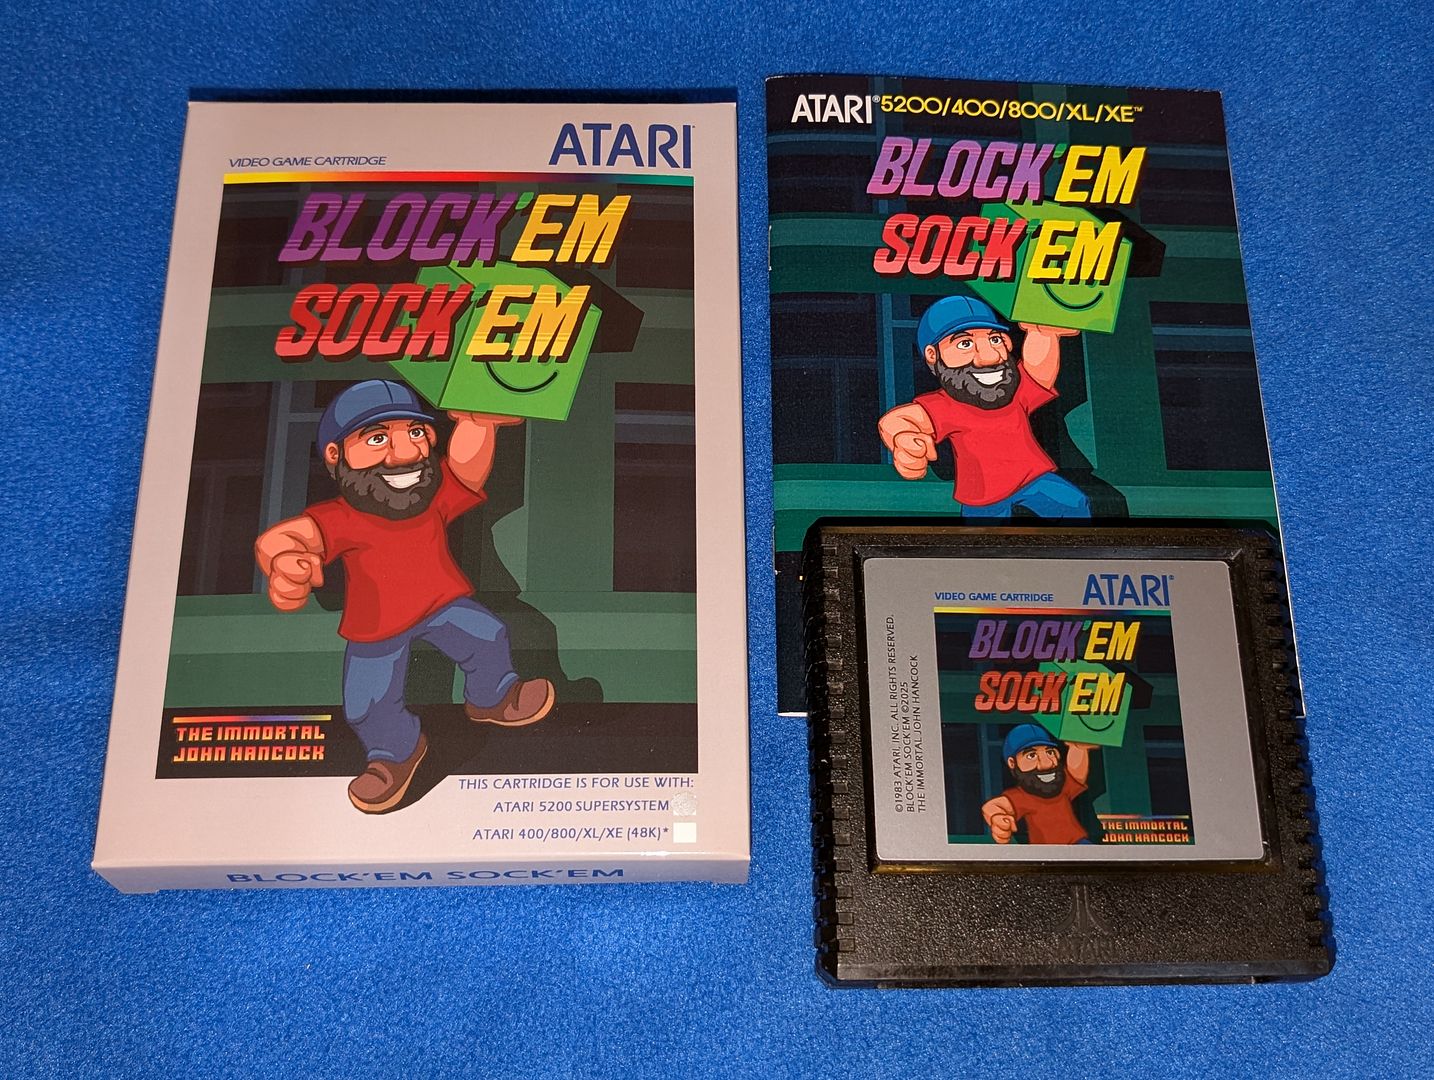 VIDEO GAME CARTRIDGE
ATARI
BLOCK'EM
SOCK'EM
THE IMMORTAL
JOHN HANCOCK
THIS CARTRIDGE IS FOR USE WITH:
ATARI 5200 SUPERSYSTEM
ATARI 400/800/XL/XE (48K)*
BLOCK'EM SOCK'EM
ATARI® 5200/400/800/XL/XE™
BLOCK'EM
SOCK'EM
VIDEO GAME CARTRIDGE
ATARI®
BLOCK'EM
SOCK'EM
©1983 ATARI, INC. ALL RIGHTS RESERVED.
BLOCK'EM SOCK'EM ©2025
THE IMMORTAL JOHN HANCOCK
THE IMMORTAL
JOHN HANCOCK
ATARI